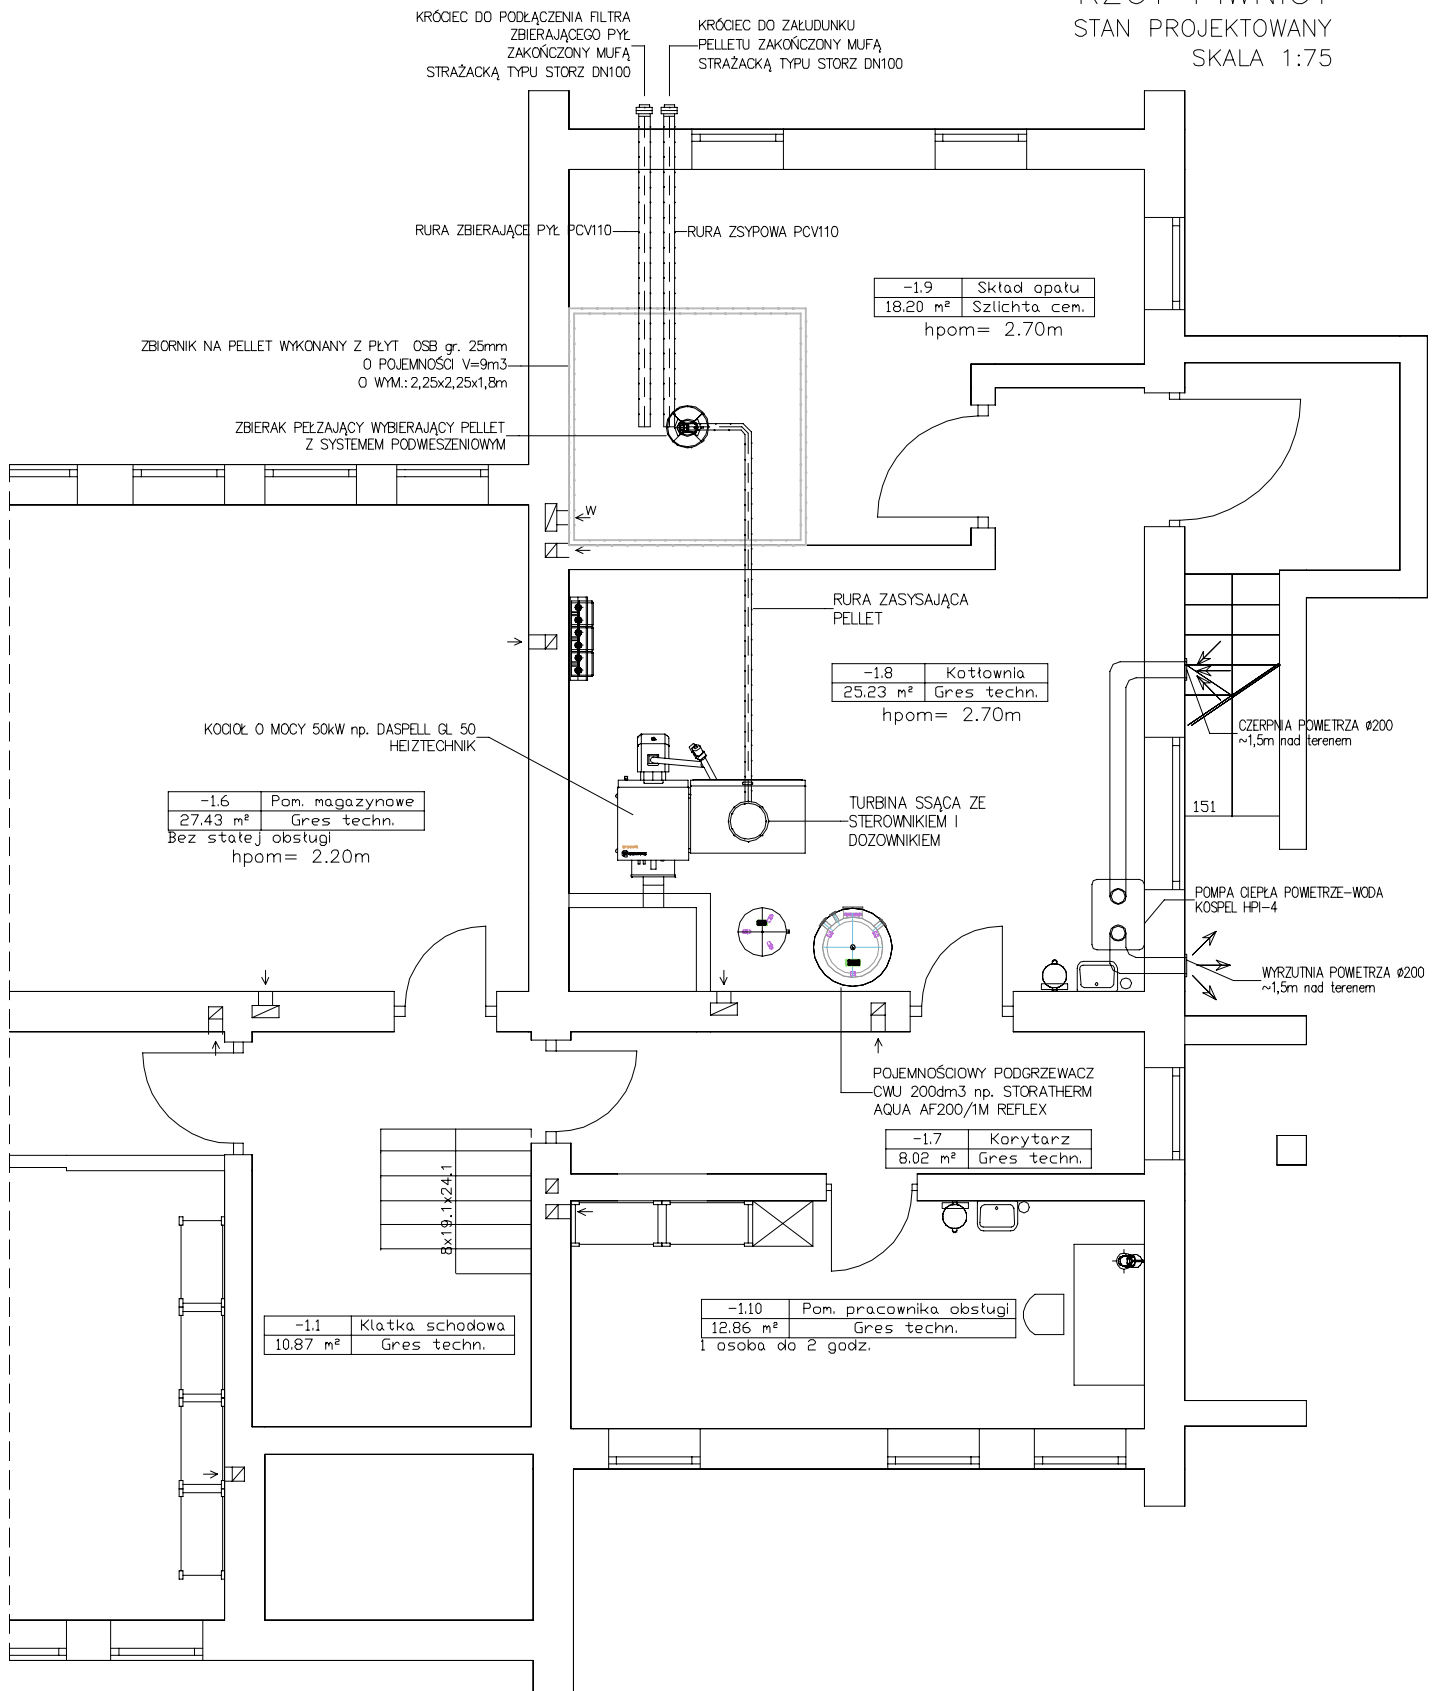 STAN PROJEKTOWANY
SKALA 1:75
KRÓCIEC DO PODŁĄCZENIA FILTRA
ZBIERAJĄCEGO PYŁ
ZAKOŃCZONY MUFĄ
STRAŻACKĄ TYPU STORZ DN100
KRÓCIEC DO ZAŁUDUNKU
PELLETU ZAKOŃCZONY MUFĄ
STRAŻACKĄ TYPU STORZ DN100
RURA ZBIERAJĄCE PYŁ PCV110
RURA ZSYPOWA PCV110
-1.9 Skład opału
18.20 m² Szlichta cem.
hpom= 2.70m
ZBIORNIK NA PELLET WYKONANY Z PŁYT OSB gr. 25mm
O POJEMNOŚCI V=9m3
O WYM.: 2,25x2,25x1,8m
ZBIERAK PEŁZAJĄCY WYBIERAJĄCY PELLET
Z SYSTEMEM PODWIESZENIOWYM
W
RURA ZASYSAJĄCA
PELLET
-1.8 Kotłownia
25.23 m² Gres techn.
hpom= 2.70m
CZERPNIA POWIETRZA ø200
~1,5m nad terenem
KOCIOŁ O MOCY 50kW np. DASPELL GL 50
HEIZTECHNIK
-1.6 Pom. magazynowe
27.43 m² Gres techn.
Bez stałej obsługi
hpom= 2.20m
TURBINA SSĄCA ZE
STEROWNIKIEM I
DOZOWNIKIEM
151
POMPA CIEPŁA POWIETRZE-WODA
KOSPEL HPI-4
WYRZUTNIA POWIETRZA ø200
~1,5m nad terenem
POJEMNOŚCIOWY PODGRZEWACZ
CWU 200dm3 np. STORATHERM
AQUA AF200/1M REFLEX
-1.7 Korytarz
8.02 m² Gres techn.
8x19.1x24.1
-1.10 Pom. pracownika obsługi
12.86 m² Gres techn.
1 osoba do 2 godz.
-1.1 Klatka schodowa
10.87 m² Gres techn.